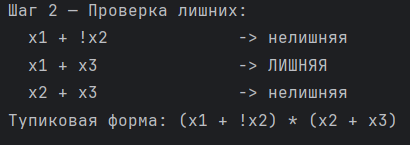 Шаг 2 — Проверка лишних:
x1 + !x2 -> нелишняя
x1 + x3 -> ЛИШНЯЯ
x2 + x3 -> нелишняя
Тупиковая форма: (x1 + !x2) * (x2 + x3)